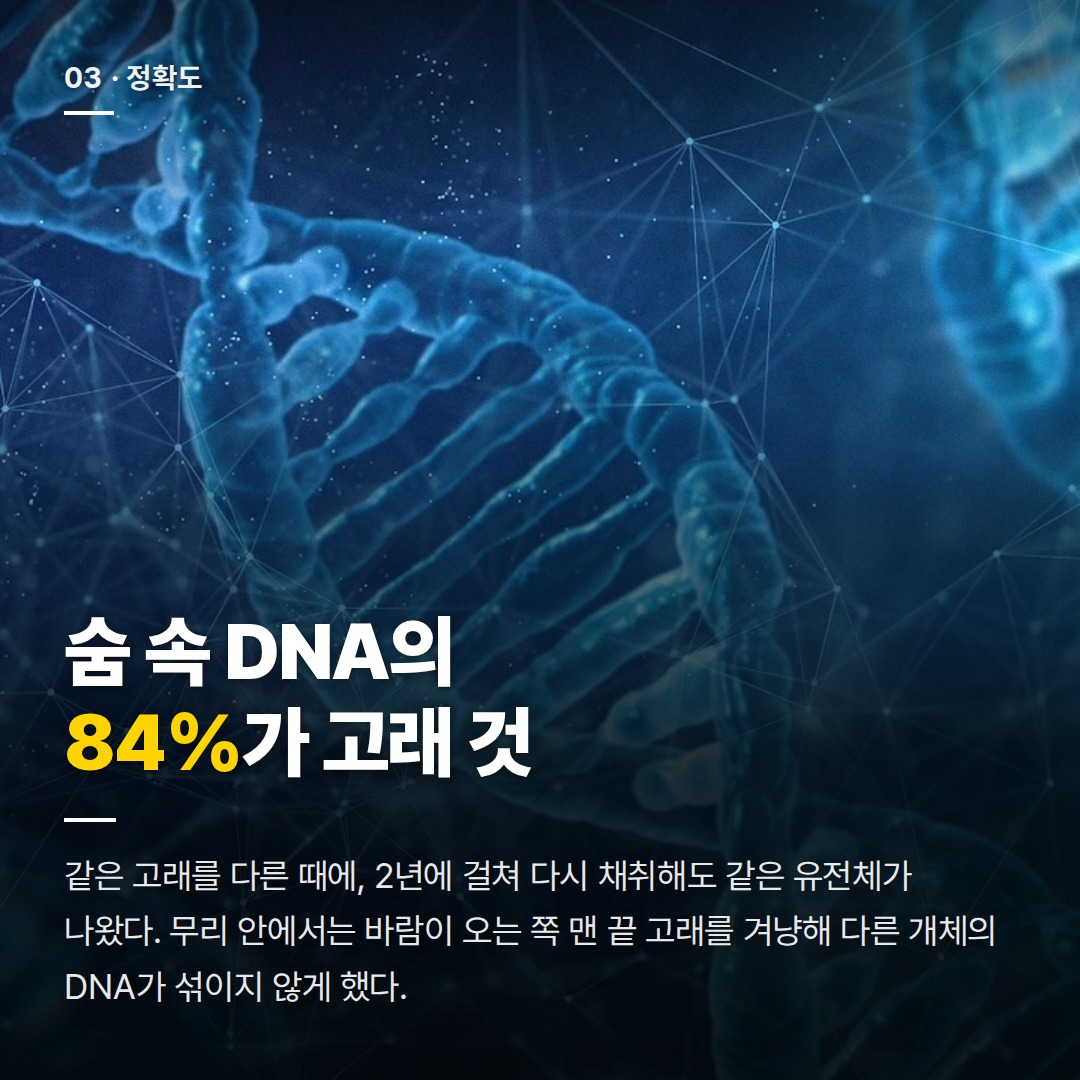 03 · 정확도
숨 속 DNA의
84%가 고래 것
같은 고래를 다른 때에, 2년에 걸쳐 다시 채취해도 같은 유전체가
나왔다. 무리 안에서는 바람이 오는 쪽 맨 끝 고래를 겨냥해 다른 개체의
DNA가 섞이지 않게 했다.